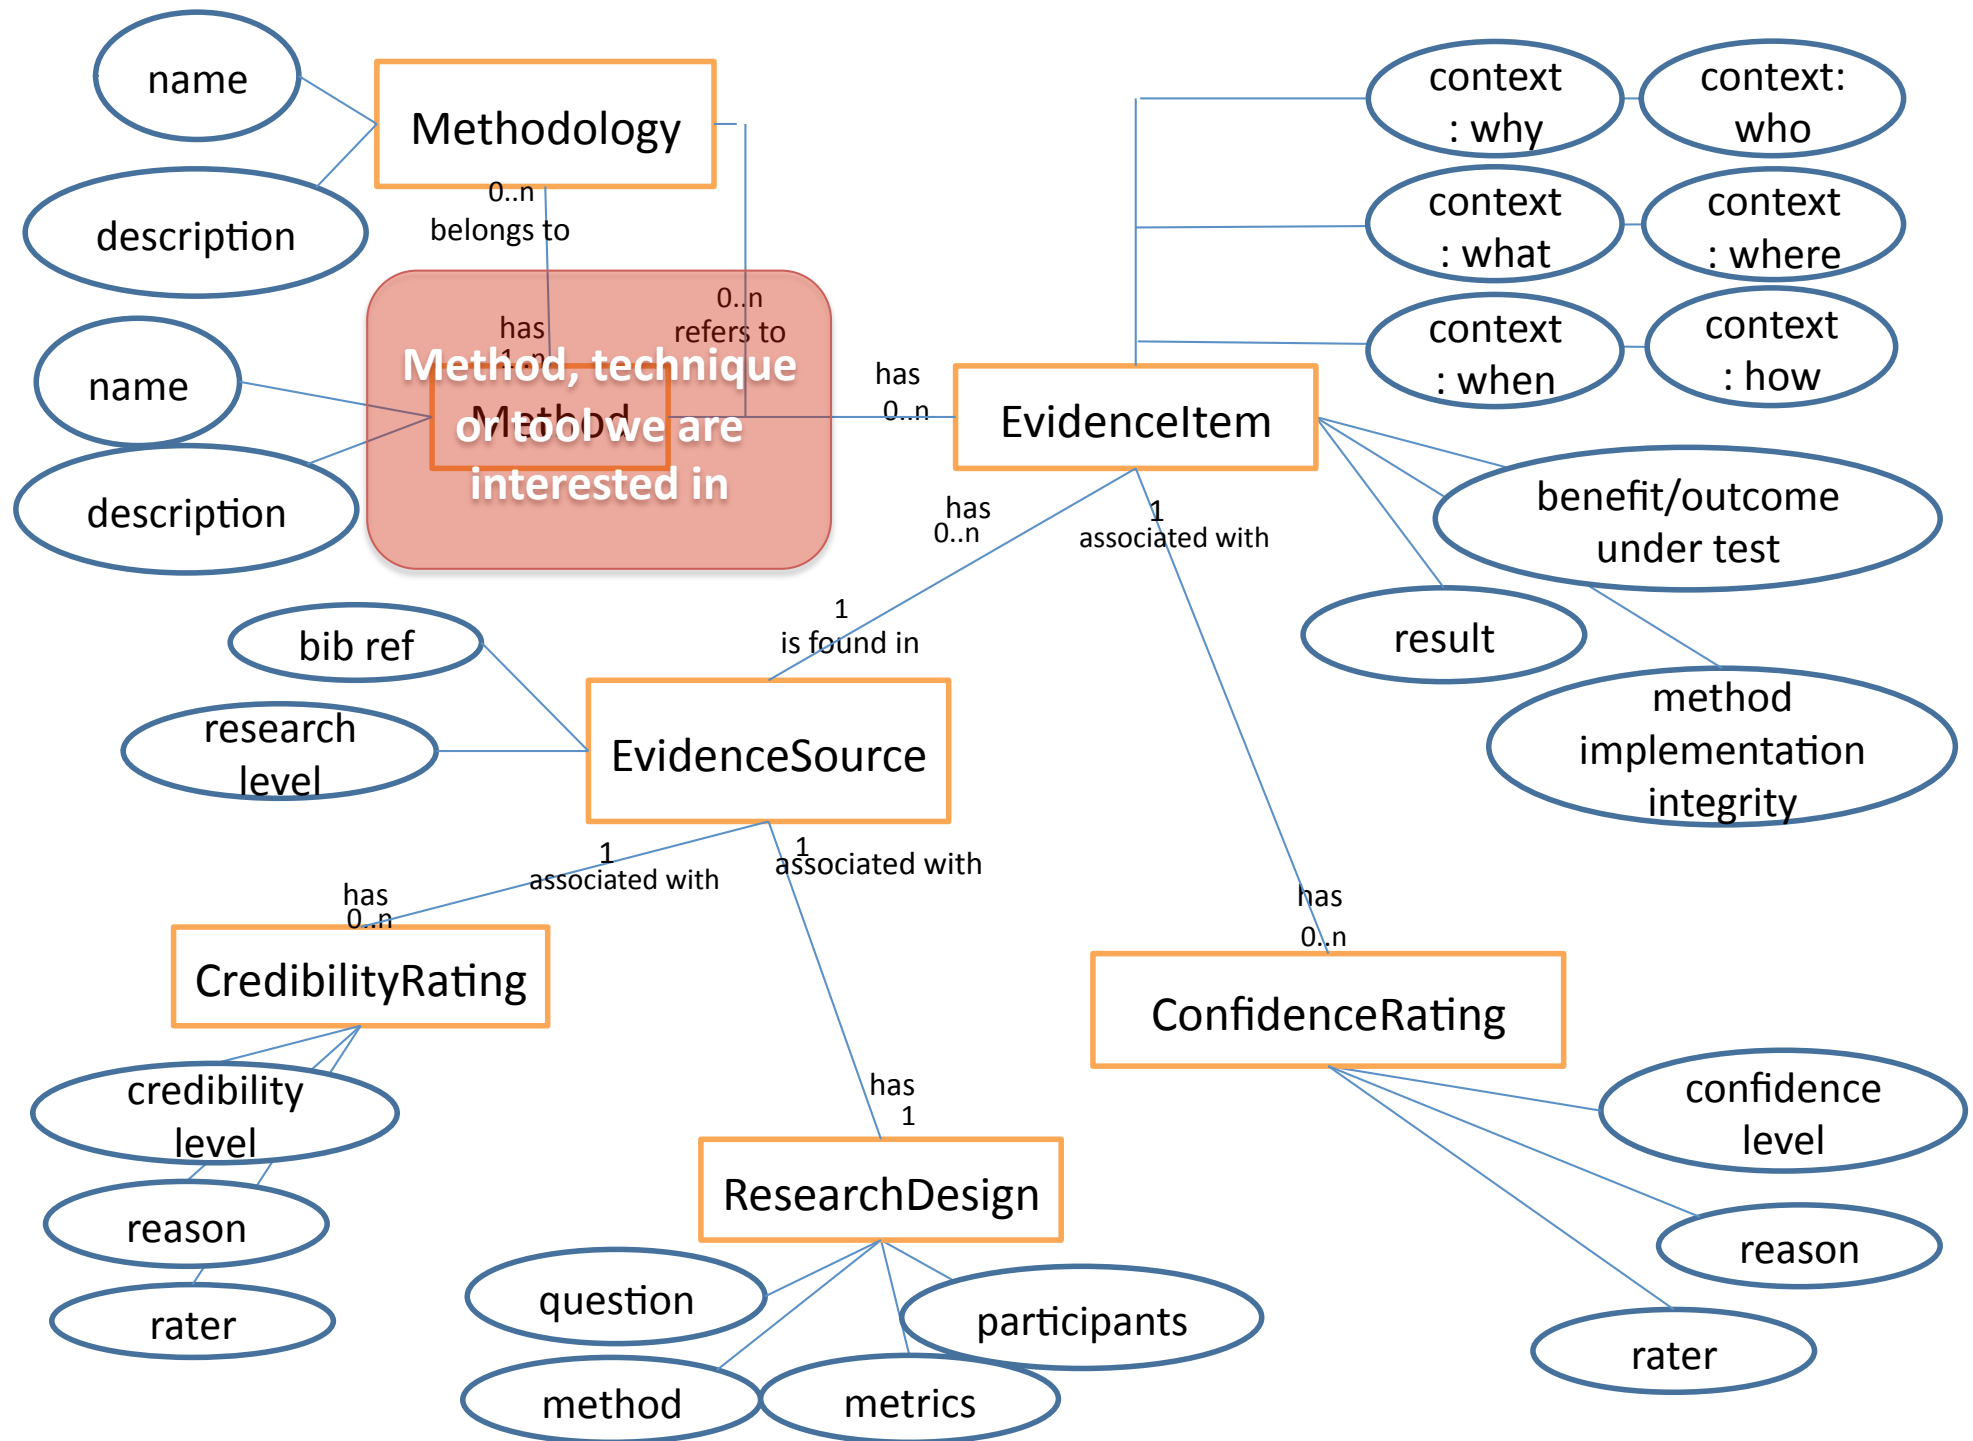 name
Methodology
description
0..n
belongs to
context
: why
context:
who
context
: what
context
: where
context
: when
context
: how
0..n
refers to
has
1..n
name
description
Method
Method, technique
or tool we are
interested in
has
0..n
EvidenceItem
benefit/outcome
under test
result
method
implementation
integrity
has
0..n
1
associated with
1
is found in
bib ref
research
level
EvidenceSource
1
associated with
1
associated with
has
0..n
has
0..n
CredibilityRating
ConfidenceRating
credibility
level
reason
rater
has
1
ResearchDesign
question
participants
method
metrics
confidence
level
reason
rater